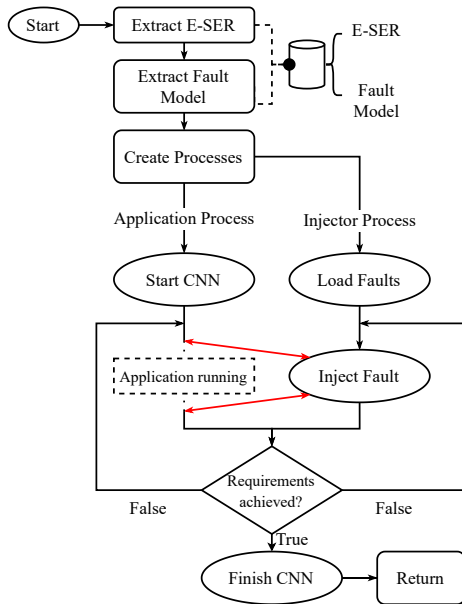 Start
Extract E-SER
E-SER
Extract Fault
Model
Fault
Model
Create Processes
Application Process
Injector Process
Start CNN
Load Faults
Application running
Inject Fault
Requirements
achieved?
False
False
True
Finish CNN
Return